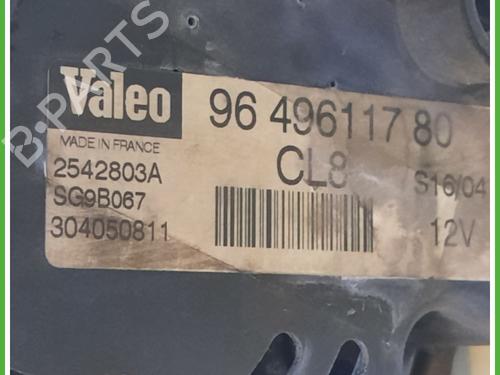 B-PARTS
Valeo
96 496117 80
MADE IN FRANCE
CL8
S16/04
2542803A
SG9B067
12V
304050811